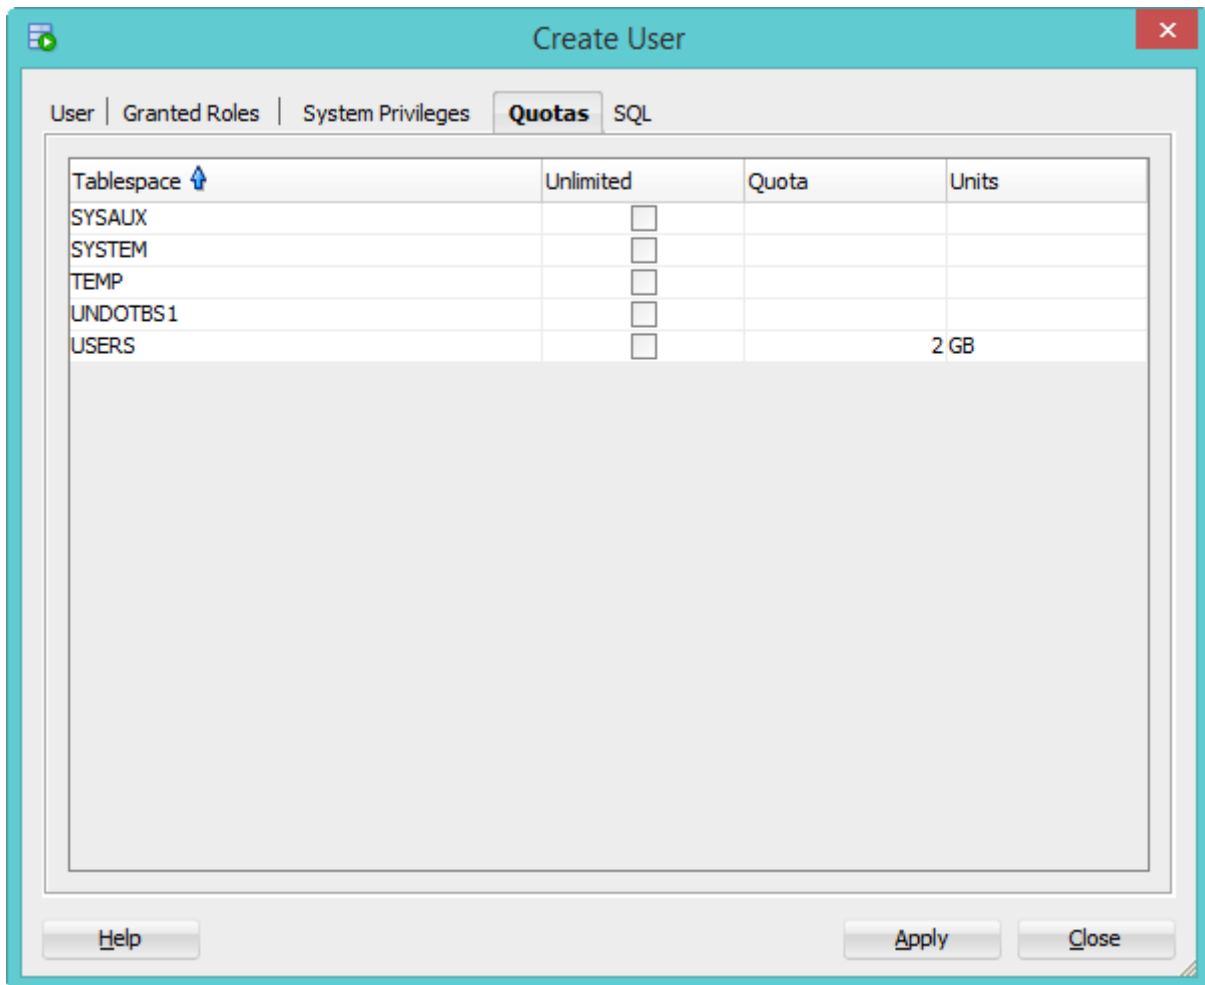 Create User
User Granted Roles System Privileges Quotas SQL
Tablespace Unlimited Quota Units
SYSAUX
SYSTEM
TEMP
UNDOTBS1
USERS 2 GB
Help Apply Close